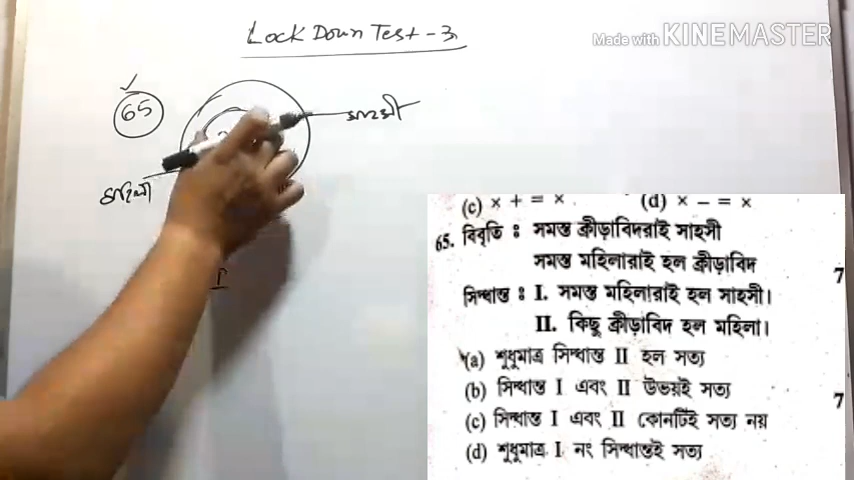 Lock Down Test - 3
Made with KINEMASTER
65
সাহসী
মহিলা
I
(c) × + = × (d) × − = ×
65. বিবৃতি : সমস্ত ক্রীড়াবিদরাই সাহসী
সমস্ত মহিলারাই হল ক্রীড়াবিদ
7
সিদ্ধান্ত : I. সমস্ত মহিলারাই হল সাহসী।
II. কিছু ক্রীড়াবিদ হল মহিলা।
(a) শুধুমাত্র সিদ্ধান্ত II হল সত্য
(b) সিদ্ধান্ত I এবং II উভয়ই সত্য
7
(c) সিদ্ধান্ত I এবং II কোনটিই সত্য নয়
(d) শুধুমাত্র I নং সিদ্ধান্তই সত্য